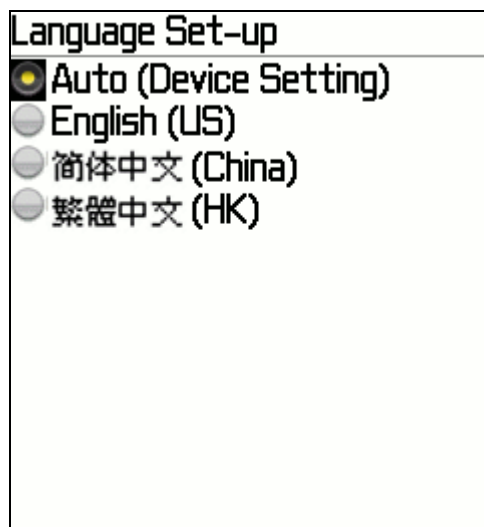 Language Set-up
Auto (Device Setting)
English (US)
简体中文 (China)
繁體中文 (HK)